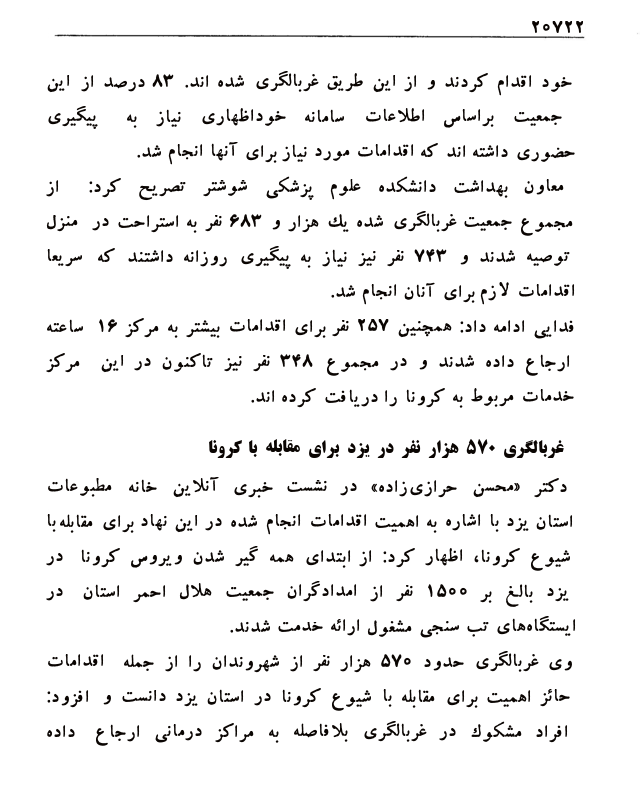 ۲۰۷۲۲
خود اقدام کردند و از این طریق غربالگری شده اند. ۸۳ درصد از این
جمعیت براساس اطلاعات سامانه خوداظهاری نیاز به پیگیری
حضوری داشته اند که اقدامات مورد نیاز برای آنها انجام شد.
معاون بهداشت دانشکده علوم پزشکی شوشتر تصریح کرد: از
مجموع جمعیت غربالگری شده یك هزار و ۶۸۳ نفر به استراحت در منزل
توصیه شدند و ۷۴۳ نفر نیز نیاز به پیگیری روزانه داشتند که سریعا
اقدامات لازم برای آنان انجام شد.
فدایی ادامه داد: همچنین ۲۵۷ نفر برای اقدامات بیشتر به مرکز ۱۶ ساعته
ارجاع داده شدند و در مجموع ۳۴۸ نفر نیز تاکنون در این مرکز
خدمات مربوط به کرونا را دریافت کرده اند.
غربالگری ۵۷۰ هزار نفر در یزد برای مقابله با کرونا
دکتر «محسن حرازی‌زاده» در نشست خبری آنلاین خانه مطبوعات
استان یزد با اشاره به اهمیت اقدامات انجام شده در این نهاد برای مقابله با
شیوع کرونا، اظهار کرد: از ابتدای همه گیر شدن ویروس کرونا در
یزد بالغ بر ۱۵۰۰ نفر از امدادگران جمعیت هلال احمر استان در
ایستگاه‌های تب سنجی مشغول ارائه خدمت شدند.
وی غربالگری حدود ۵۷۰ هزار نفر از شهروندان را از جمله اقدامات
حائز اهمیت برای مقابله با شیوع کرونا در استان یزد دانست و افزود:
افراد مشکوك در غربالگری بلافاصله به مراکز درمانی ارجاع داده